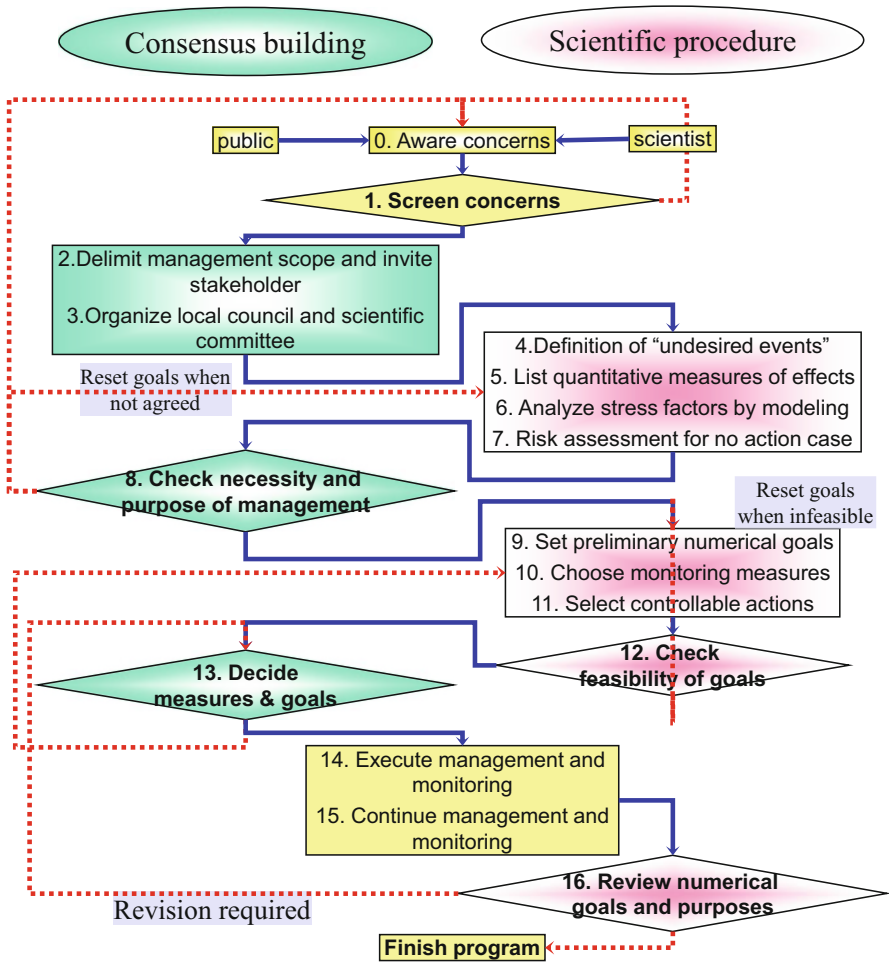 Consensus building
Scientific procedure
public
0. Aware concerns
scientist
1. Screen concerns
2.Delimit management scope and invite
stakeholder
3.Organize local council and scientific
committee
4.Definition of “undesired events”
5. List quantitative measures of effects
6. Analyze stress factors by modeling
7. Risk assessment for no action case
Reset goals when
not agreed
8. Check necessity and
purpose of management
Reset goals
when infeasible
9. Set preliminary numerical goals
10. Choose monitoring measures
11. Select controllable actions
12. Check
feasibility of goals
13. Decide
measures & goals
14. Execute management and
monitoring
15. Continue management and
monitoring
16. Review numerical
goals and purposes
Revision required
Finish program